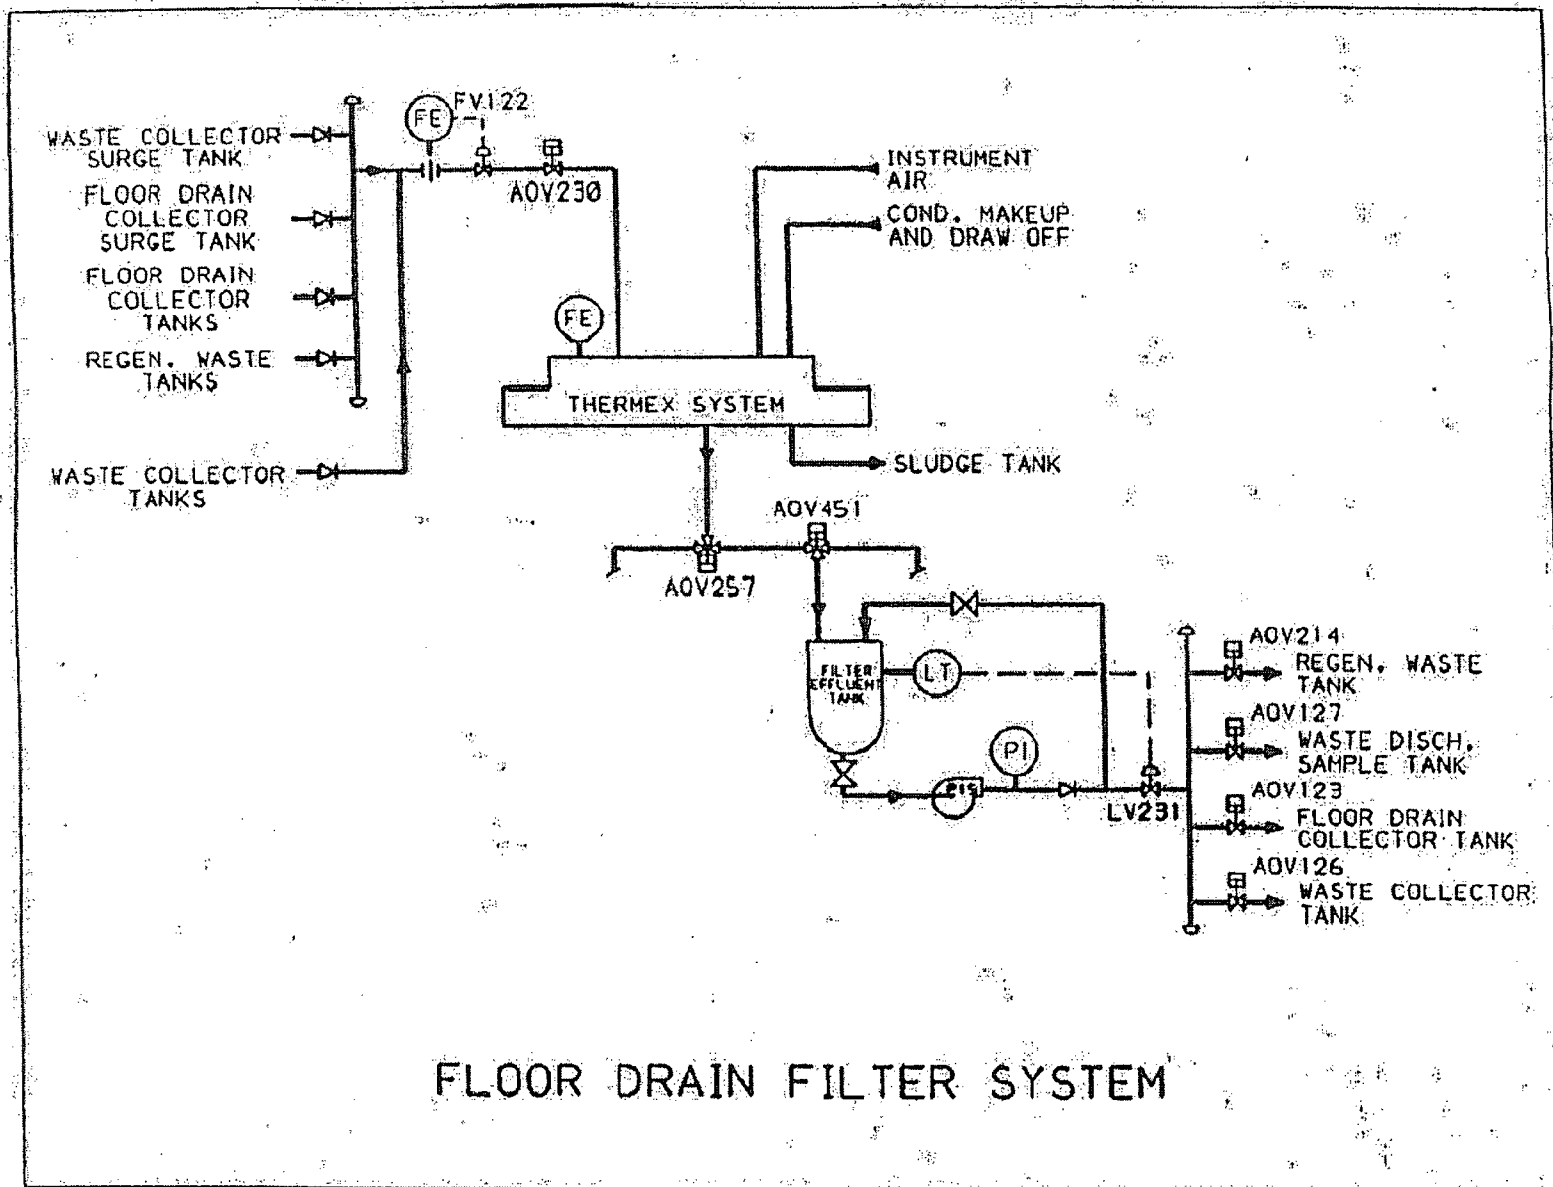 WASTE COLLECTOR
SURGE TANK
FLOOR DRAIN
COLLECTOR
SURGE TANK
FLOOR DRAIN
COLLECTOR
TANKS
REGEN. WASTE
TANKS
WASTE COLLECTOR
TANKS
FE
FV122
AOV230
INSTRUMENT
AIR
COND. MAKEUP
AND DRAW OFF
FE
THERMEX SYSTEM
SLUDGE TANK
AOV451
AOV257
FILTER
EFFLUENT
TANK
LT
PI
P15
LV231
AOV214
REGEN. WASTE
TANK
AOV127
WASTE DISCH.
SAMPLE TANK
AOV123
FLOOR DRAIN
COLLECTOR TANK
AOV126
WASTE COLLECTOR
TANK
FLOOR DRAIN FILTER SYSTEM